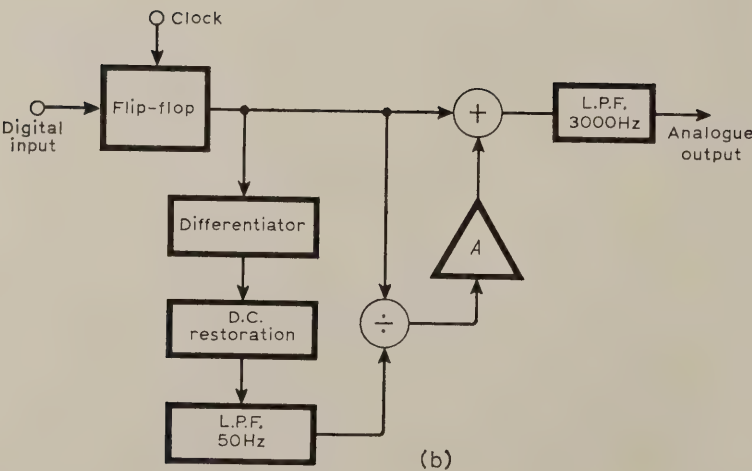 Clock
Flip-flop
Digital
input
+
L.P.F.
3000Hz
Analogue
output
Differentiator
A
D.C.
restoration
÷
L.P.F.
50Hz
(b)